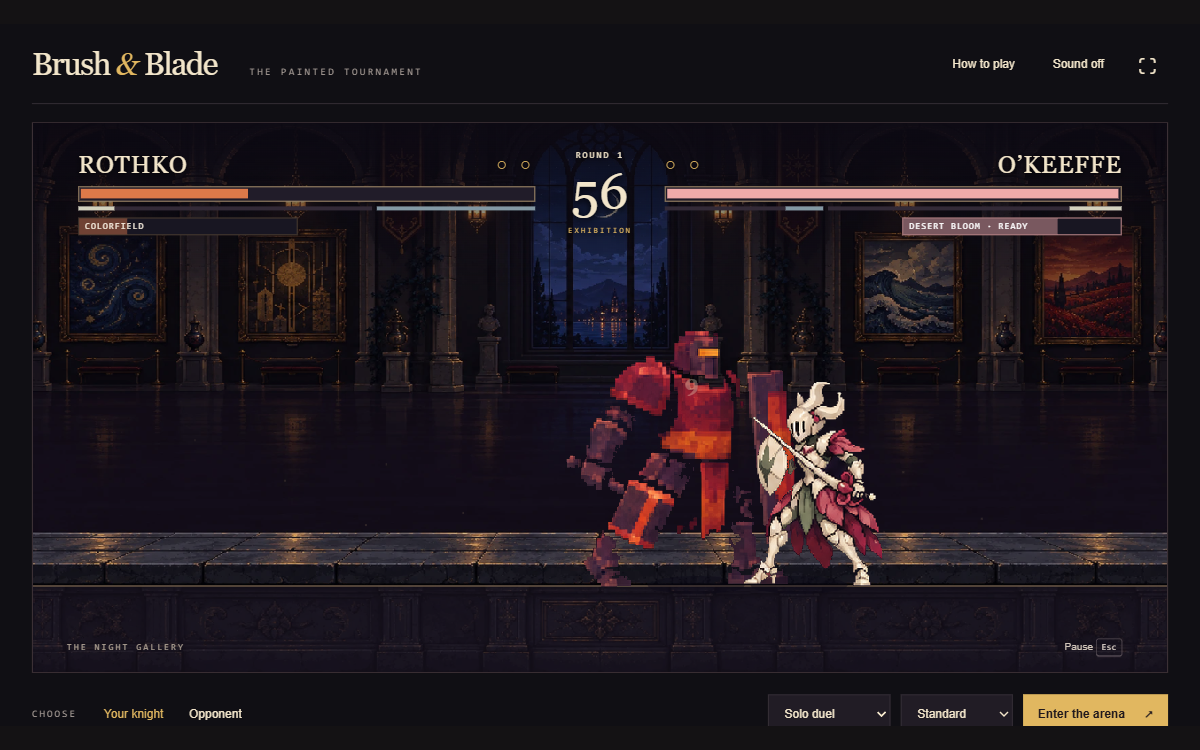 Brush & Blade
THE PAINTED TOURNAMENT
How to play
Sound off
ROTHKO
ROUND 1
O’KEEFFE
56
EXHIBITION
COLORFIELD
DESERT BLOOM · READY
9
THE NIGHT GALLERY
Pause Esc
CHOOSE
Your knight
Opponent
Solo duel
Standard
Enter the arena ↗